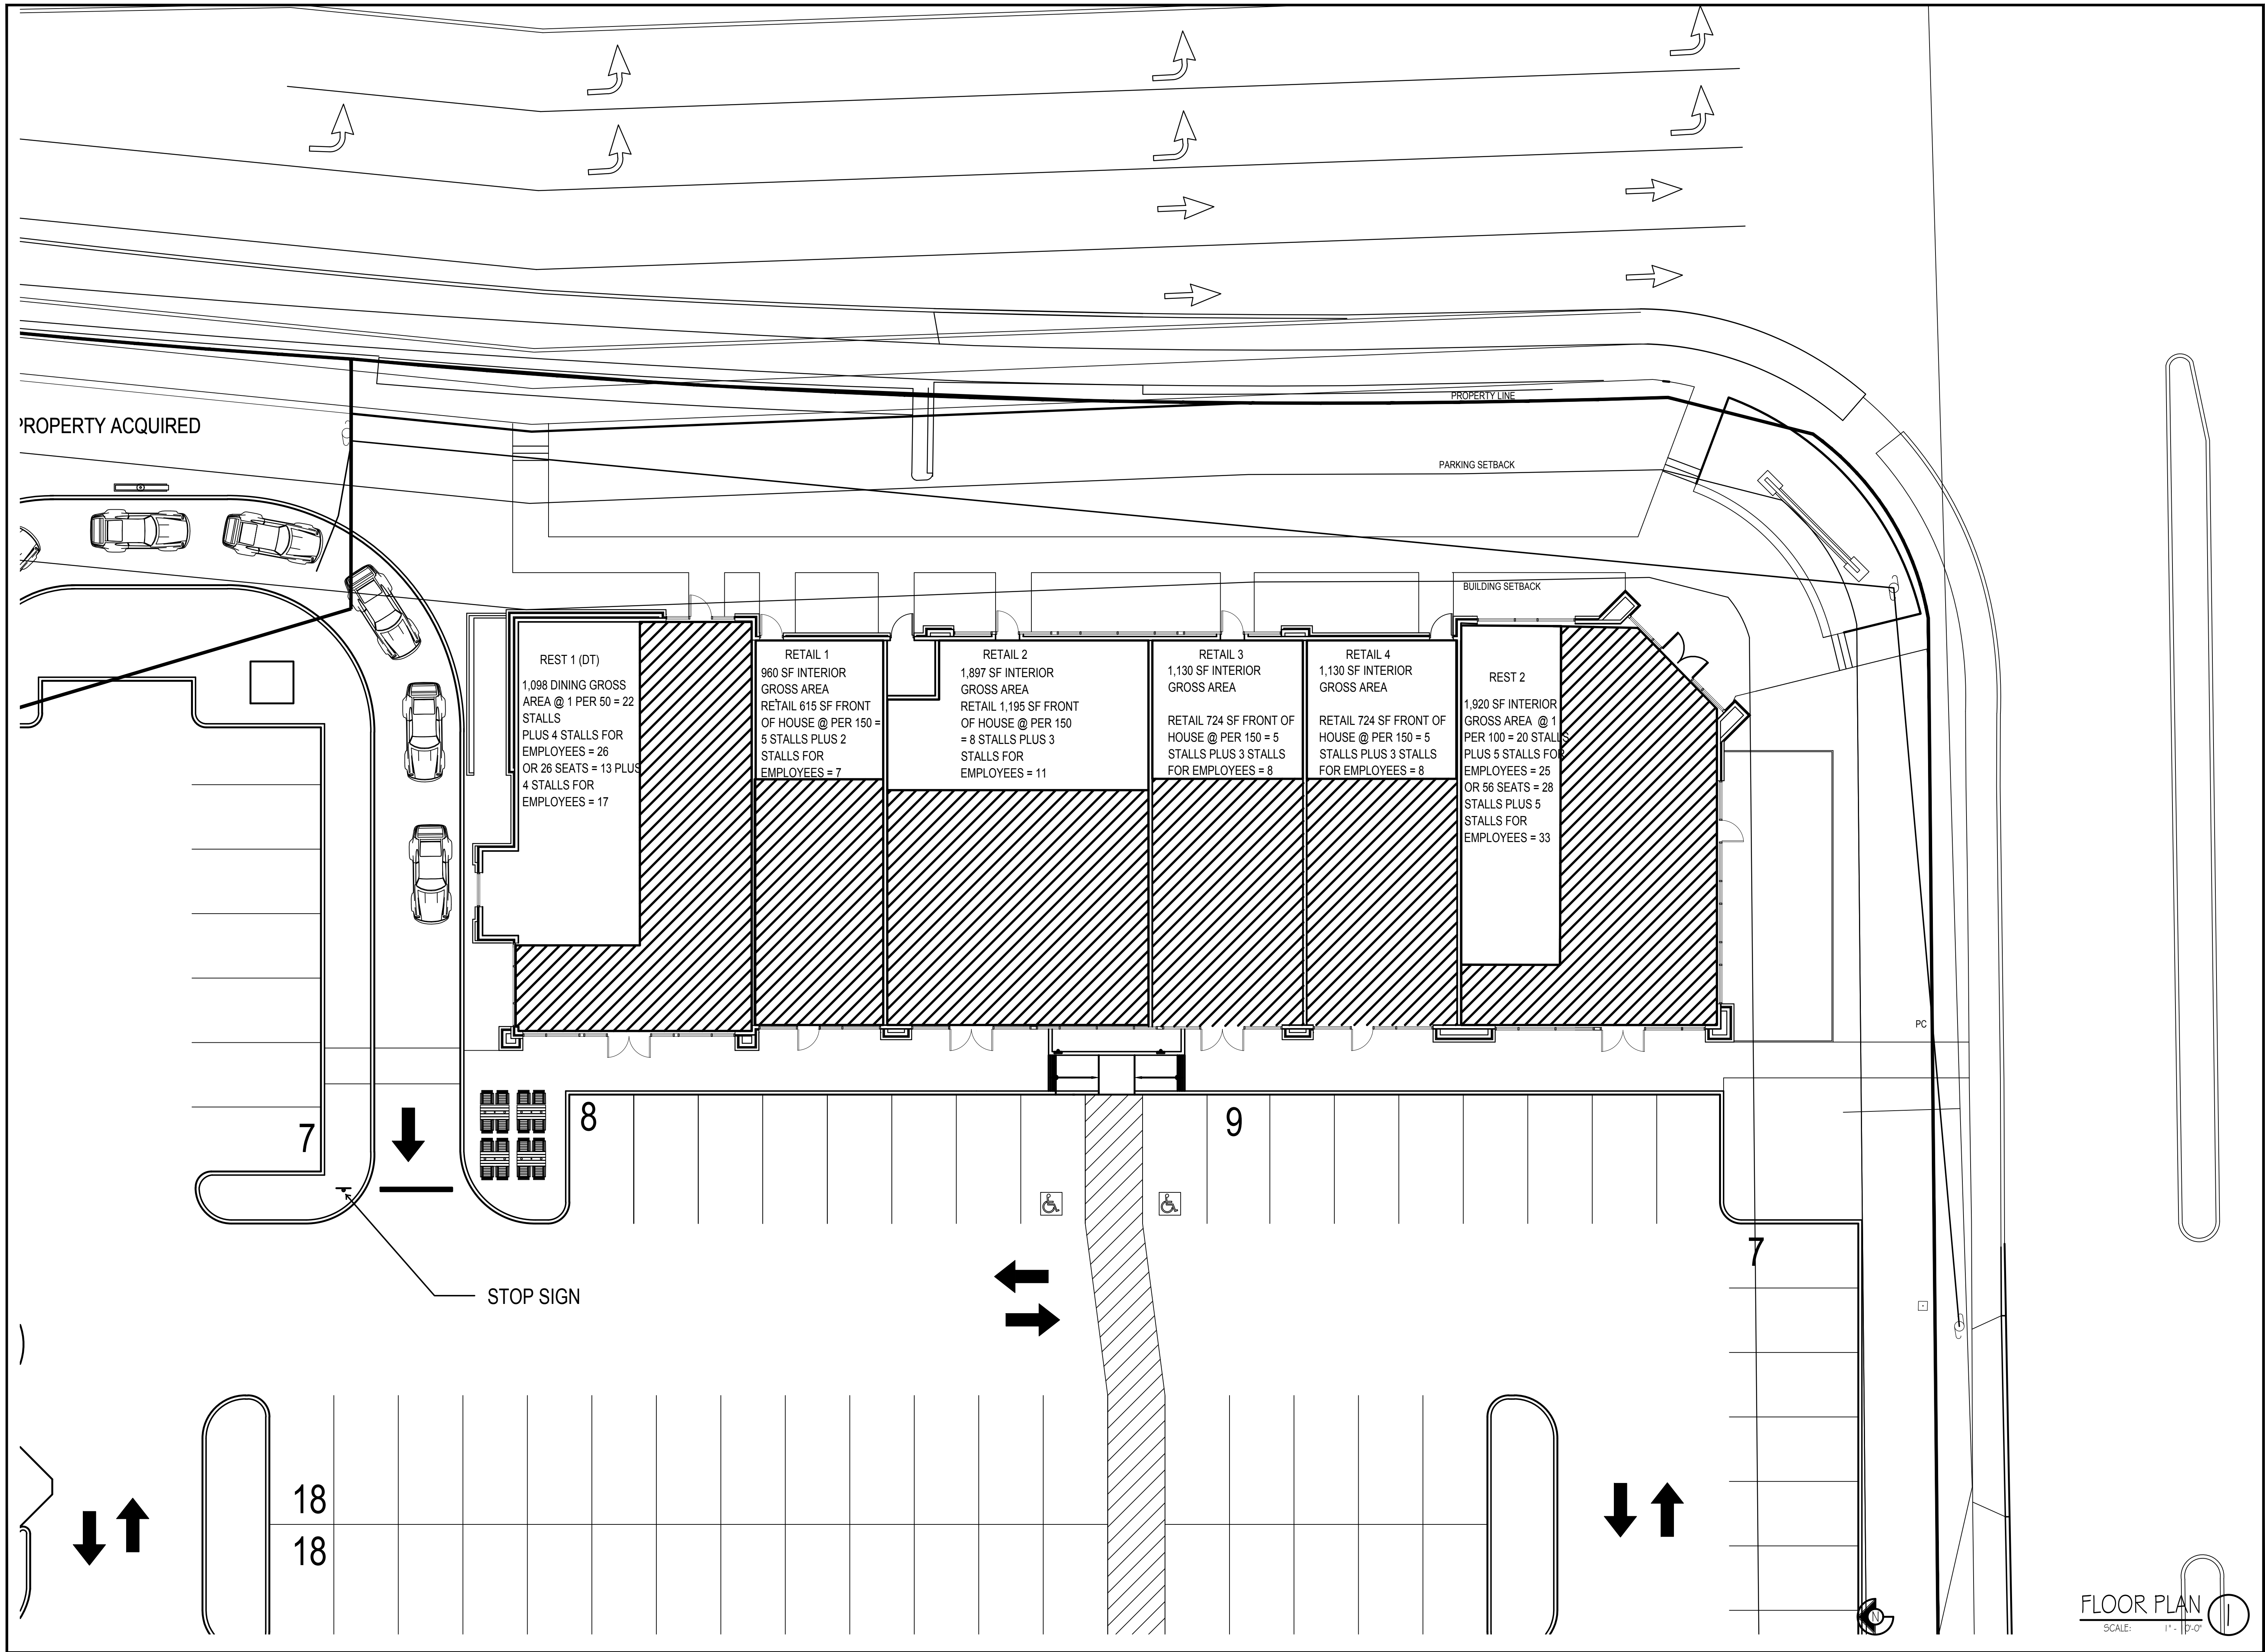 PROPERTY LINE
PROPERTY ACQUIRED
PARKING SETBACK
BUILDING SETBACK
REST 1 (DT)
1,098 DINING GROSS
AREA @ 1 PER 50 = 22
STALLS
PLUS 4 STALLS FOR
EMPLOYEES = 26
OR 26 SEATS = 13 PLUS
4 STALLS FOR
EMPLOYEES = 17
RETAIL 1
960 SF INTERIOR
GROSS AREA
RETAIL 615 SF FRONT
OF HOUSE @ PER 150 =
5 STALLS PLUS 2
STALLS FOR
EMPLOYEES = 7
RETAIL 2
1,897 SF INTERIOR
GROSS AREA
RETAIL 1,195 SF FRONT
OF HOUSE @ PER 150
= 8 STALLS PLUS 3
STALLS FOR
EMPLOYEES = 11
RETAIL 3
1,130 SF INTERIOR
GROSS AREA
RETAIL 724 SF FRONT OF
HOUSE @ PER 150 = 5
STALLS PLUS 3 STALLS
FOR EMPLOYEES = 8
RETAIL 4
1,130 SF INTERIOR
GROSS AREA
RETAIL 724 SF FRONT OF
HOUSE @ PER 150 = 5
STALLS PLUS 3 STALLS
FOR EMPLOYEES = 8
REST 2
1,920 SF INTERIOR
GROSS AREA @ 1
PER 100 = 20 STALLS
PLUS 5 STALLS FOR
EMPLOYEES = 25
OR 56 SEATS = 28
STALLS PLUS 5
STALLS FOR
EMPLOYEES = 33
PC
7
8
9
7
STOP SIGN
18
18
N
FLOOR PLAN
1
SCALE: